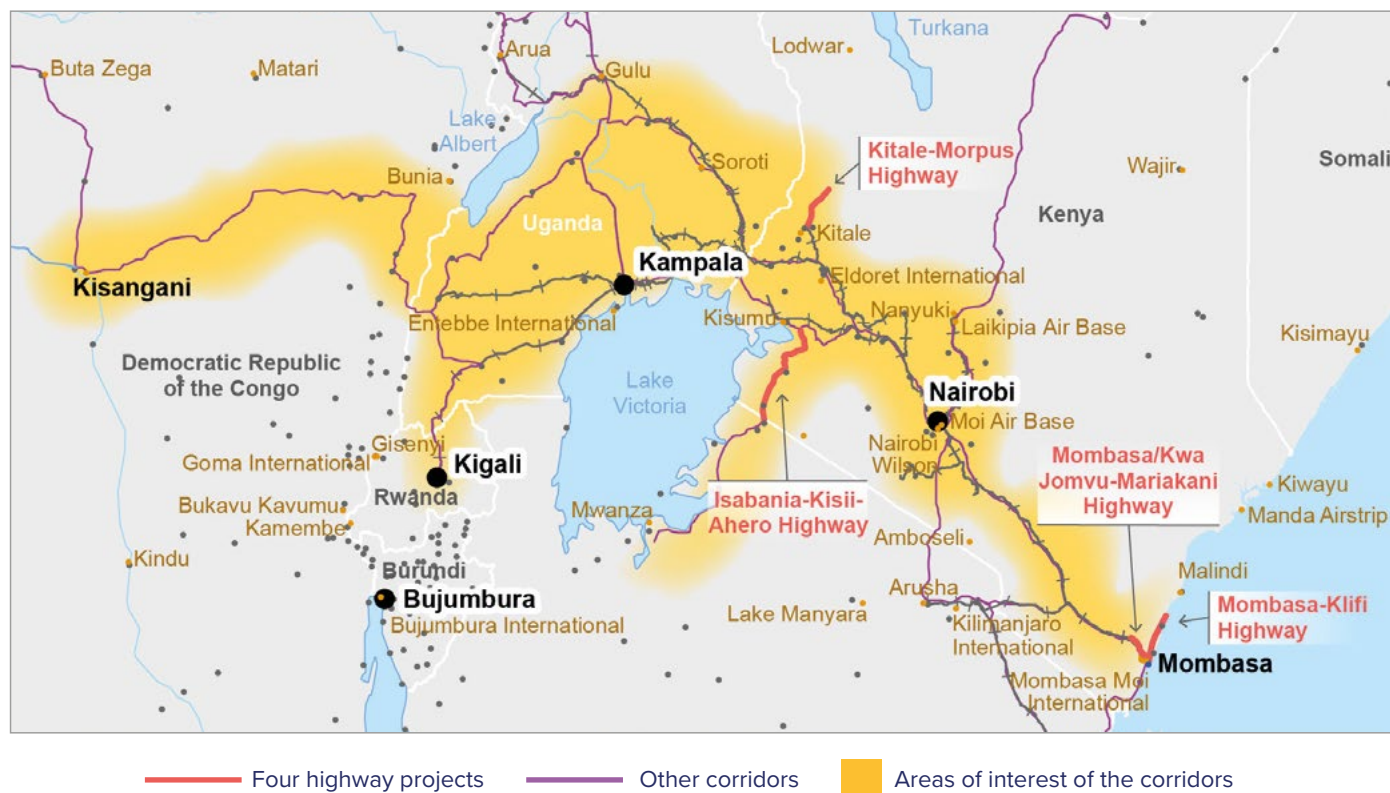 Turkana
Arua
Lodwar
Buta Zega
Matari
Gulu
Lake
Albert
Kitale-Morpus
Highway
Soroti
Wajir
Somali
Bunia
Kenya
Uganda
Kitale
Kampala
Eldoret International
Kisangani
Nanyuki
Entebbe International
Kisumu
Laikipia Air Base
Kisimayu
Democratic Republic
of the Congo
Lake
Victoria
Nairobi
Moi Air Base
Gisenyi
Goma International
Kigali
Nairobi
Wilson
Mombasa/Kwa
Jomvu-Mariakani
Highway
Rwanda
Isabania-Kisii-
Ahero Highway
Kiwayu
Bukavu Kavumu
Kamembe
Mwanza
Manda Airstrip
Amboseli
Kindu
Burundi
Malindi
Bujumbura
Arusha
Lake Manyara
Mombasa-Klifi
Highway
Bujumbura International
Kilimanjaro
International
Mombasa
Mombasa Moi
International
Four highway projects
Other corridors
Areas of interest of the corridors